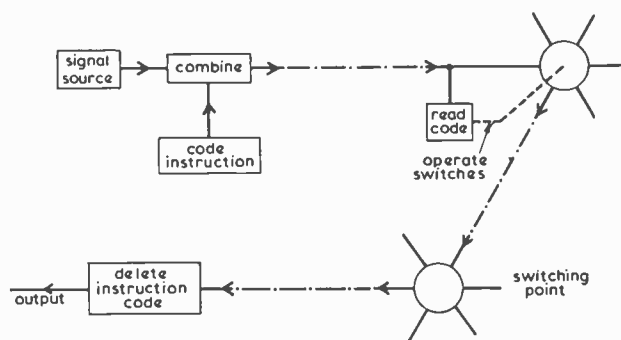 signal
source
combine
code
instruction
read
code
operate
switches
delete
instruction
code
output
switching
point